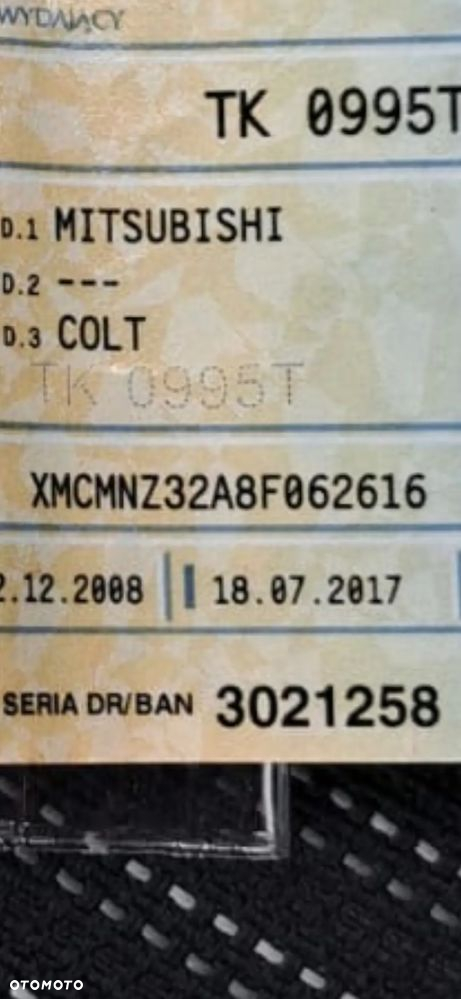 WYDAJĄCY
TK 0995T
D.1 MITSUBISHI
D.2 ---
D.3 COLT
TK 0995T
XMCMNZ32A8F062616
2.12.2008 I 18.07.2017
SERIA DR/BAN 3021258
OTOMOTO